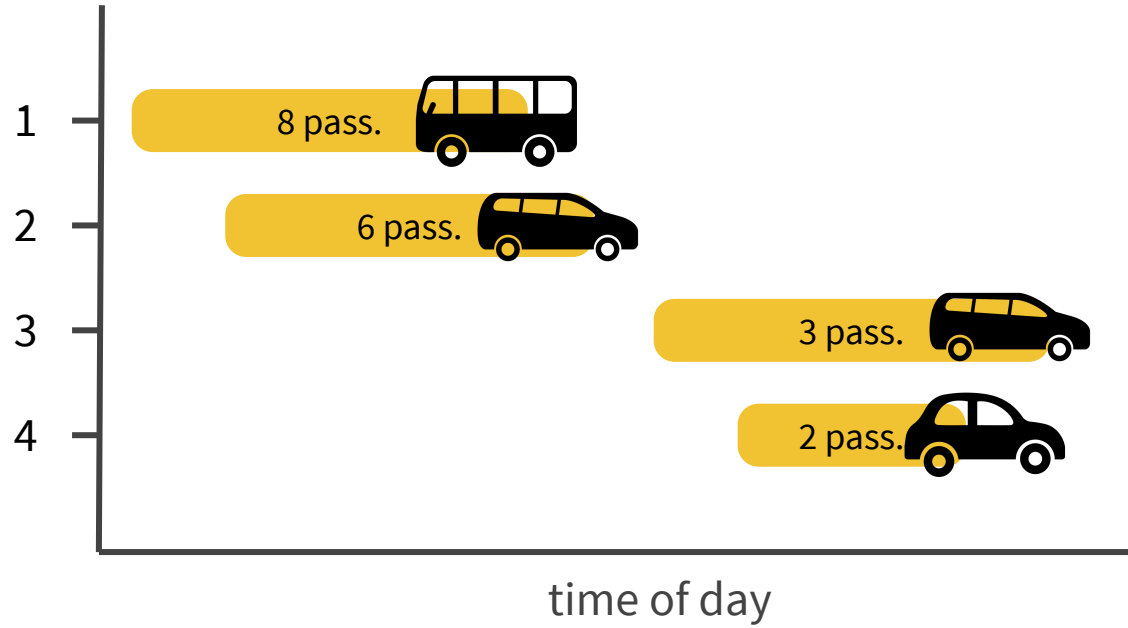 1
8 pass.
2
6 pass.
3
3 pass.
4
2 pass.
time of day